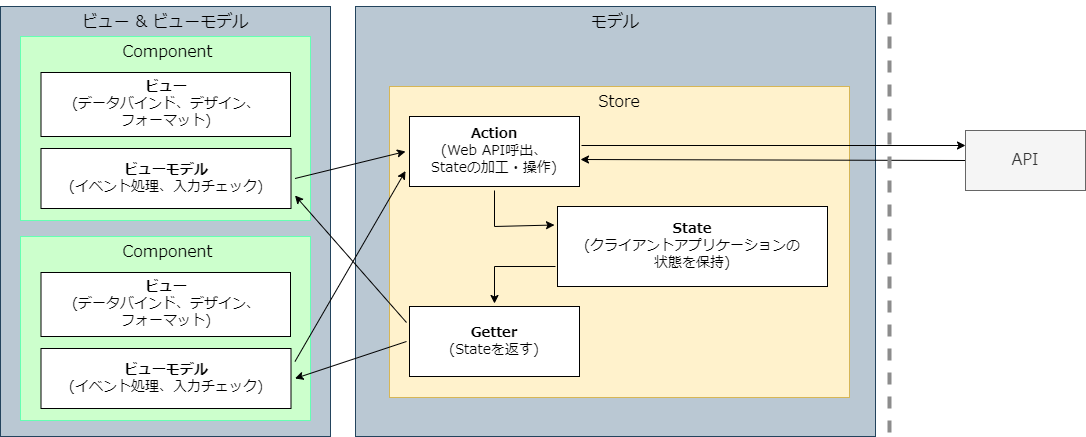 ビュー & ビューモデル
Component
ビュー
(データバインド、デザイン、
フォーマット)
ビューモデル
(イベント処理、入力チェック)
Component
ビュー
(データバインド、デザイン、
フォーマット)
ビューモデル
(イベント処理、入力チェック)
モデル
Store
Action
(Web API呼出、
Stateの加工・操作)
State
(クライアントアプリケーションの
状態を保持)
Getter
(Stateを返す)
API